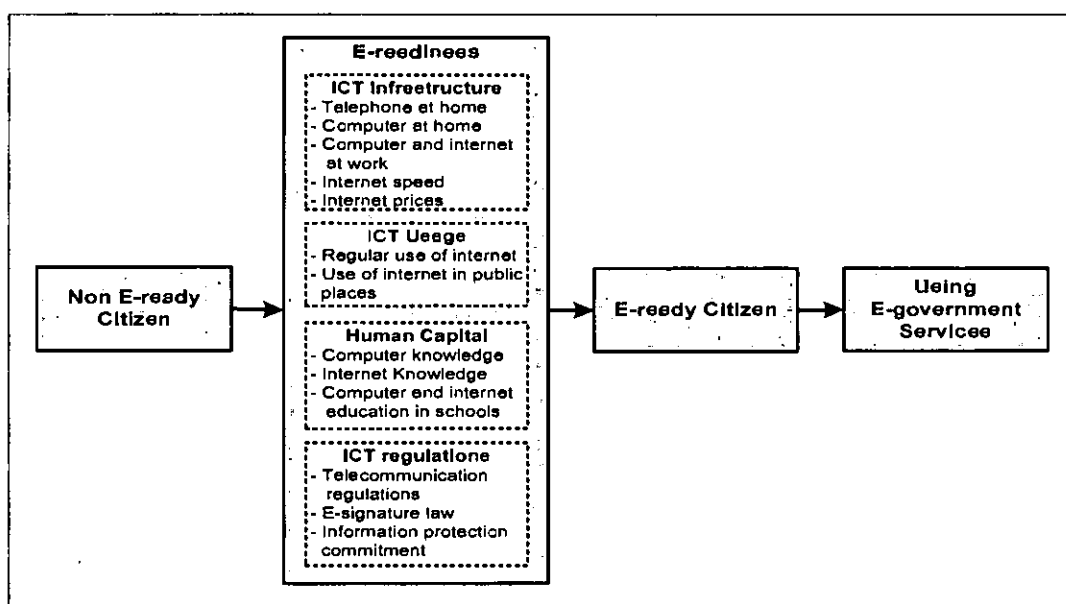 E-reedinees
ICT Infreetructure
- Telephone et home
- Computer at home
- Computer and internet
at work
- Internet speed
- Internet prices
ICT Ueege
- Regular use of internet
- Use of internet in public
places
Human Capital
- Computer knowledge
- Internet Knowledge
- Computer end internet
education in schools
ICT regulatione
- Telecommunication
regulations
- E-signature law
- Information protection
commitment
Non E-ready
Citizen
E-ready Citizen
Ueing
E-government
Services